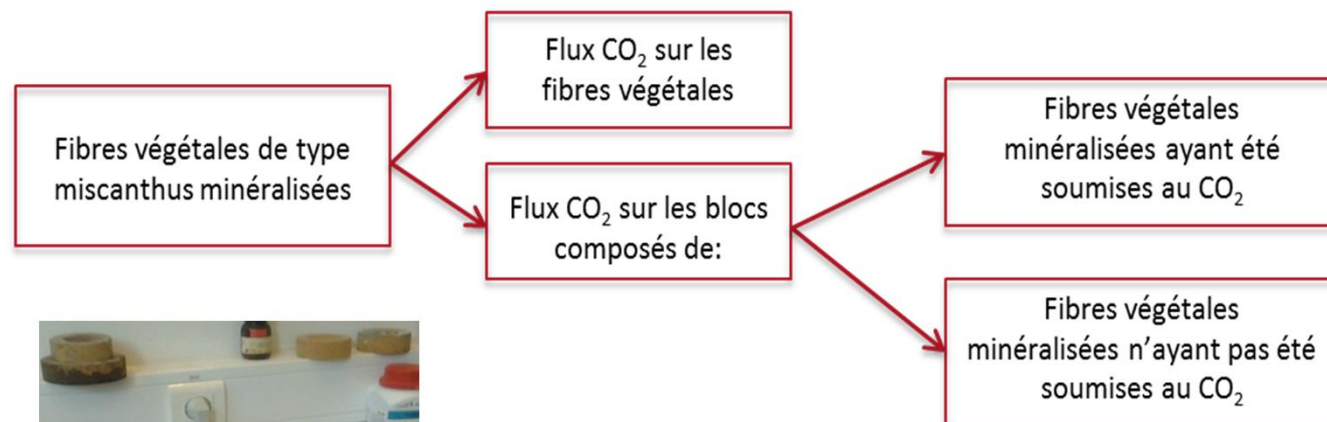 Fibres végétales de type
miscanthus minéralisées
Flux CO₂ sur les
fibres végétales
Flux CO₂ sur les blocs
composés de:
Fibres végétales
minéralisées ayant été
soumises au CO₂
Fibres végétales
minéralisées n’ayant pas été
soumises au CO₂